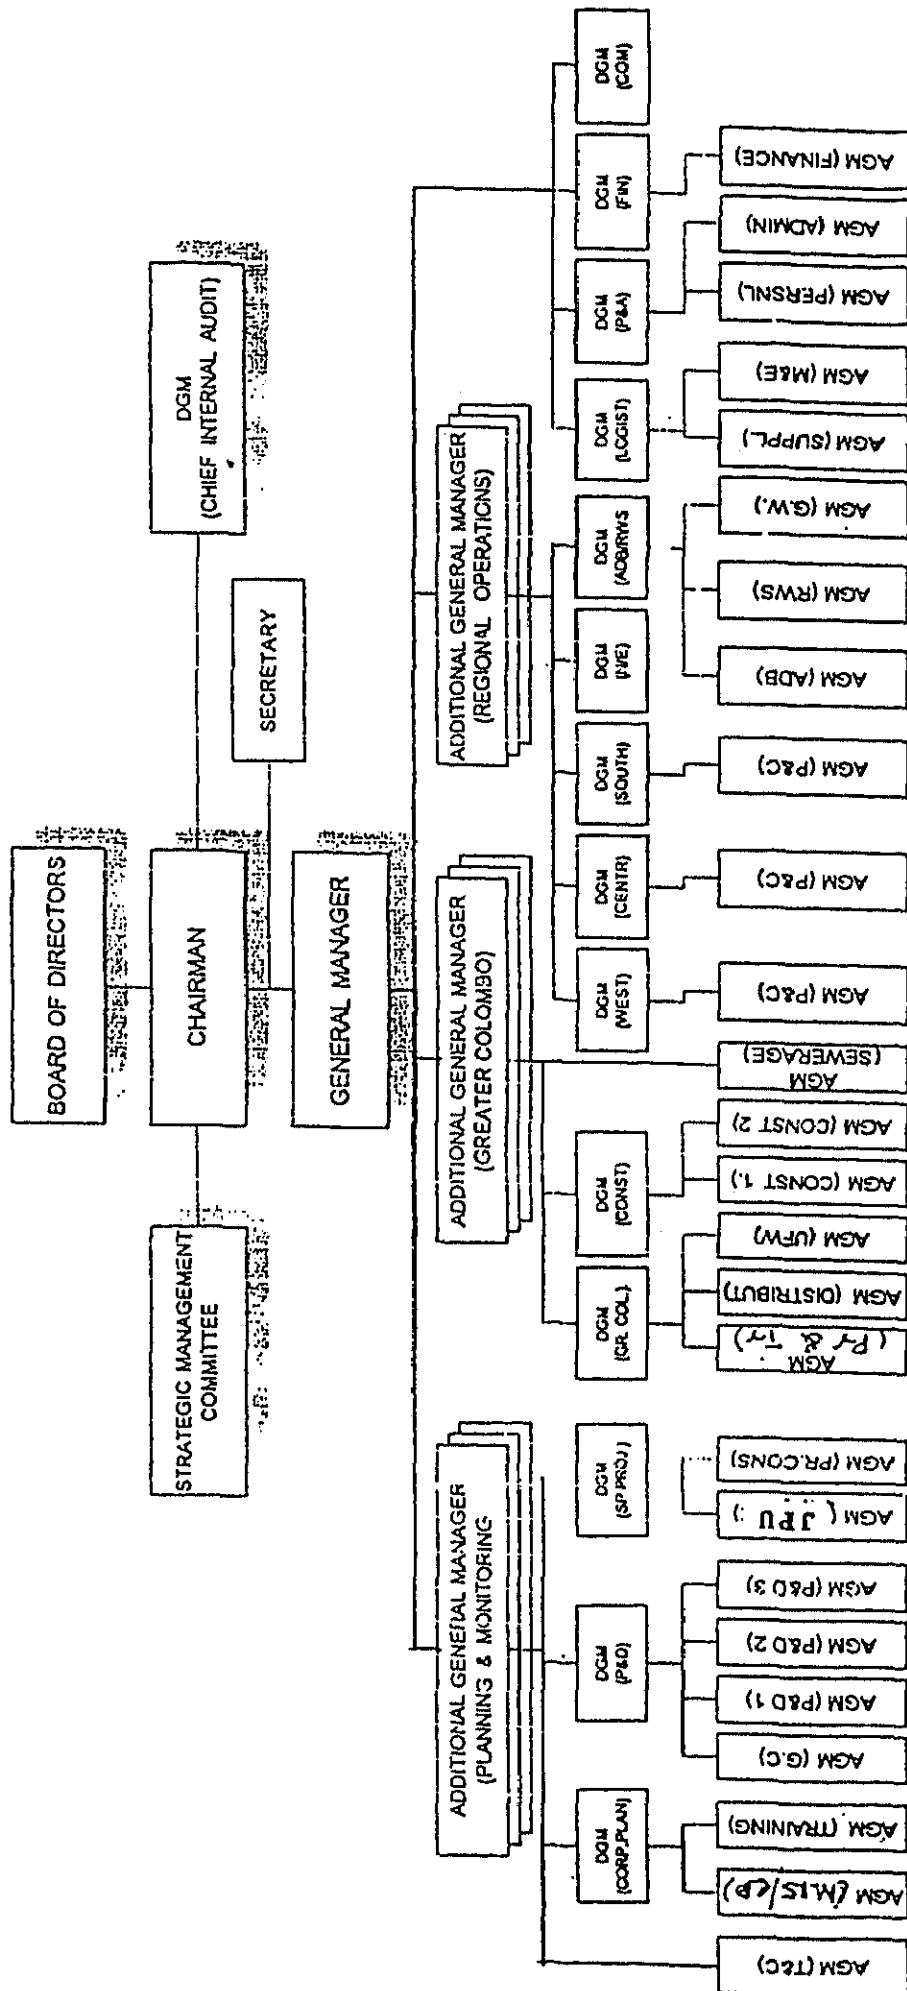 BOARD OF DIRECTORS
STRATEGIC MANAGEMENT
COMMITTEE
CHAIRMAN
DGM
(CHIEF INTERNAL AUDIT)
SECRETARY
GENERAL MANAGER
ADDITIONAL GENERAL MANAGER
(PLANNING & MONITORING
ADDITIONAL GENERAL MANAGER
(GREATER COLOMBO)
ADDITIONAL GENERAL MANAGER
(REGIONAL OPERATIONS)
DGM
(CORP.PLAN)
DGM
(P&D)
DGM
(SP.PROJ)
DGM
(GR. COL.)
DGM
(CONST)
DGM
(WEST)
DGM
(CENTR)
DGM
(SOUTH)
DGM
DGM
(ADB/RWS
DGM
(LOGIST)
DGM
(P&A)
DGM
(FIN)
DGM
(COM)
AGM (T&C)
AGM (MIS/CP)
AGM (TRAINING)
AGM (G.C)
AGM (P&D 1)
AGM (P&D 2)
AGM (P&D 3)
AGM ( JPU )
AGM (PR.CONS)
AGM
(Pr & Tr)
AGM (DISTRIBUT)
AGM (UFW)
AGM (CONST 1.)
AGM (CONST 2)
AGM
(SEWERAGE)
AGM (P&C)
AGM (P&C)
AGM (P&C)
AGM (ADB)
AGM (RWS)
AGM (G.W.)
AGM (SUPPL.)
AGM (M&E)
AGM (PERSNL)
AGM (ADMIN)
AGM (FINANCE)